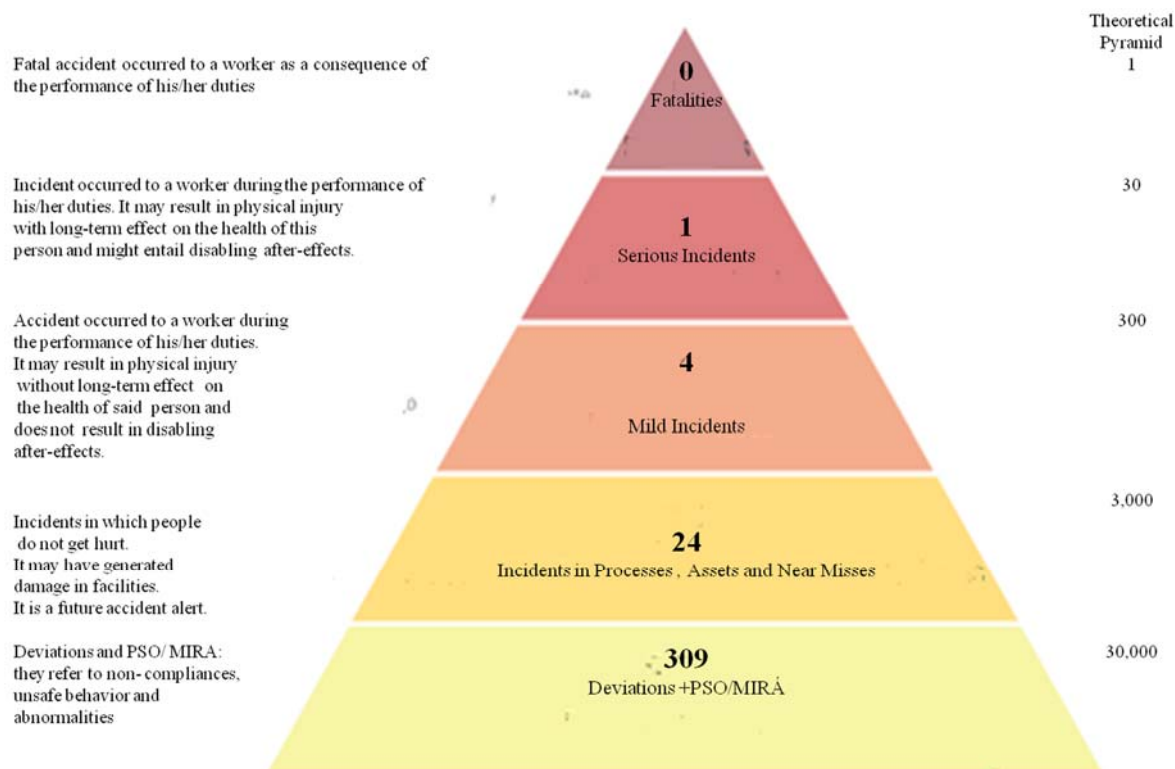 Theoretical
Pyramid
1
Fatal accident occurred to a worker as a consequence of
the performance of his/her duties
0
Fatalities
Incident occurred to a worker during the performance of
his/her duties. It may result in physical injury
with long-term effect on the health of this
person and might entail disabling after-effects.
1
Serious Incidents
30
Accident occurred to a worker during
the performance of his/her duties.
It may result in physical injury
without long-term effect on
the health of said person and
does not result in disabling
after-effects.
4
Mild Incidents
300
Incidents in which people
do not get hurt.
It may have generated
damage in facilities.
It is a future accident alert.
24
Incidents in Processes , Assets and Near Misses
3,000
Deviations and PSO/ MIRA:
they refer to non- compliances,
unsafe behavior and
abnormalities
309
Deviations +PSO/MIRÁ
30,000